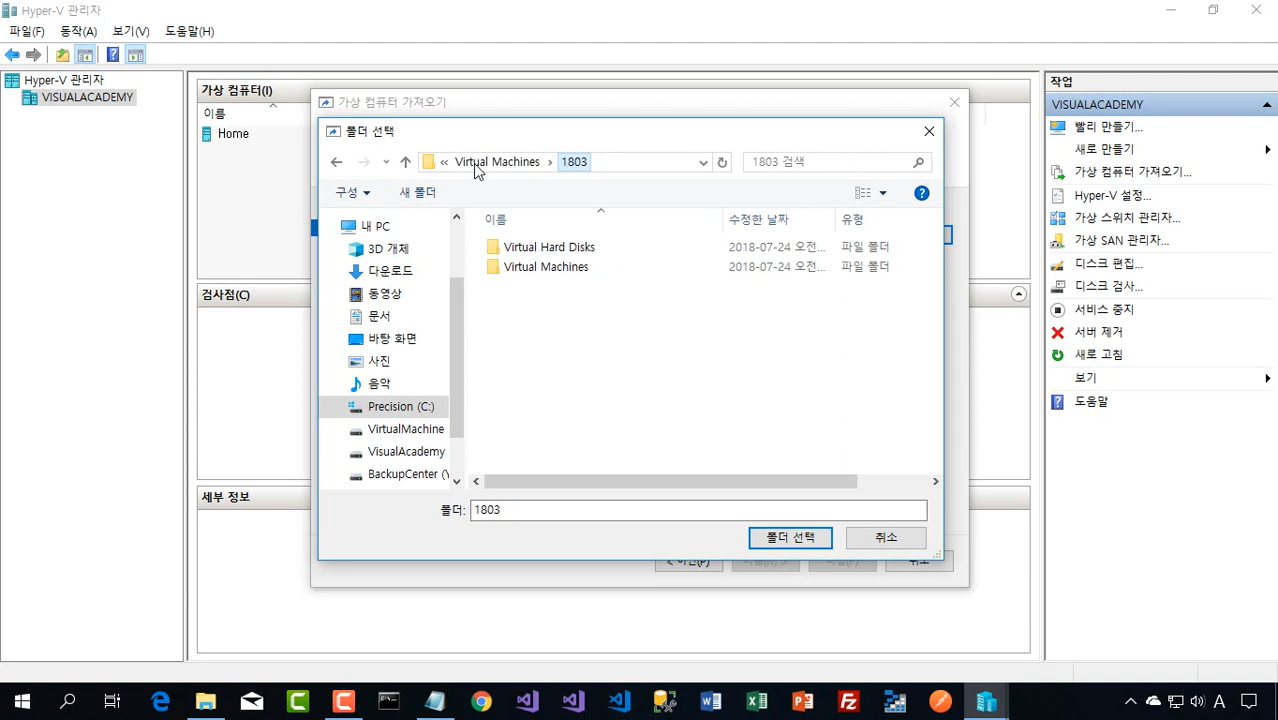 Hyper-V 관리자
파일(F) 동작(A) 보기(V) 도움말(H)
Hyper-V 관리자
VISUALACADEMY
가상 컴퓨터(I)
이름
Home
검사점(C)
세부 정보
가상 컴퓨터 가져오기
폴더 선택
« Virtual Machines › 1803
1803 검색
구성 새 폴더
내 PC
3D 개체
다운로드
동영상
문서
바탕 화면
사진
음악
Precision (C:)
VirtualMachine
VisualAcademy
BackupCenter (Y
이름 수정한 날짜 유형
Virtual Hard Disks 2018-07-24 오전... 파일 폴더
Virtual Machines 2018-07-24 오전... 파일 폴더
폴더: 1803
폴더 선택 취소
< 이전(P)
취소
작업
VISUALACADEMY
빨리 만들기...
새로 만들기
가상 컴퓨터 가져오기...
Hyper-V 설정...
가상 스위치 관리자...
가상 SAN 관리자...
디스크 편집...
디스크 검사...
서비스 중지
서버 제거
새로 고침
보기
도움말
A